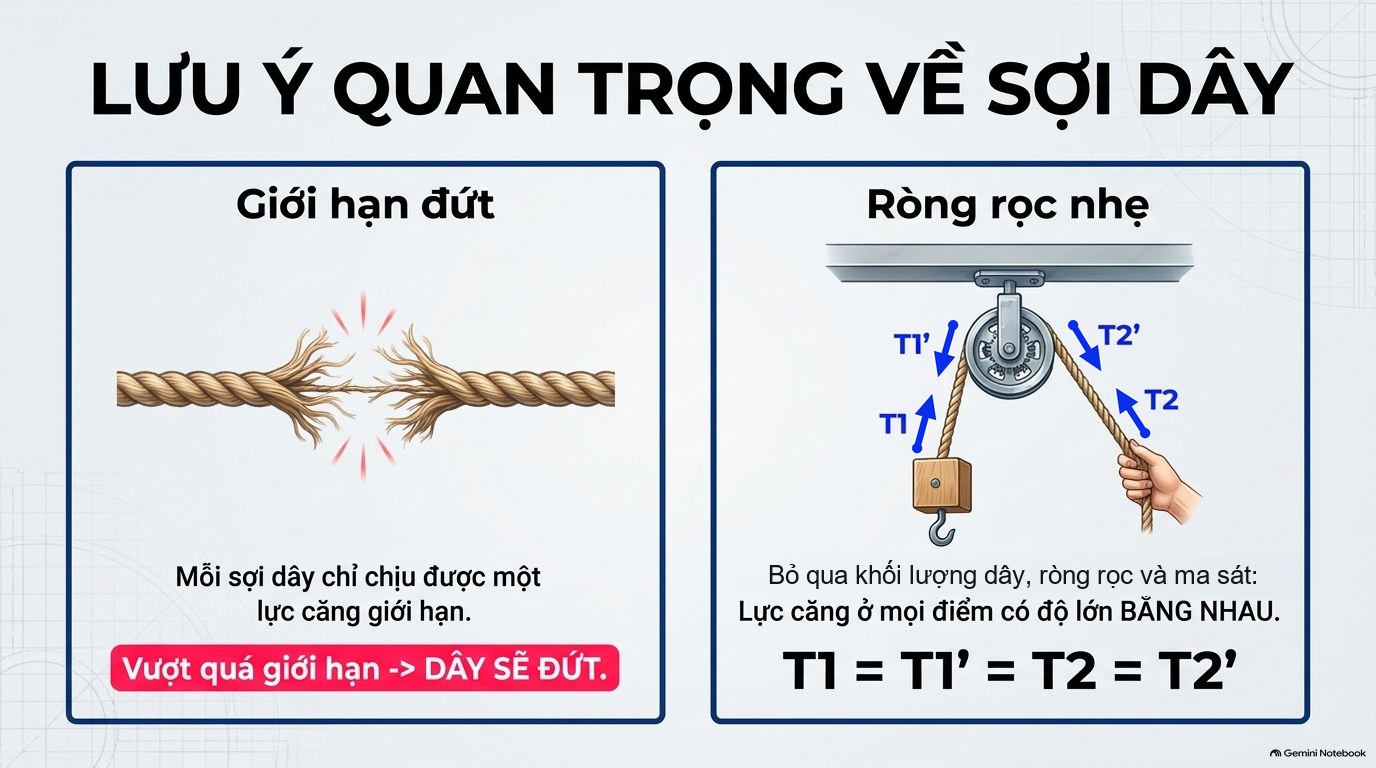 LƯU Ý QUAN TRỌNG VỀ SỢI DÂY
Giới hạn đứt
Mỗi sợi dây chỉ chịu được một
lực căng giới hạn.
Vượt quá giới hạn -> DÂY SẼ ĐỨT.
Ròng rọc nhẹ
T1’
T2’
T1
T2
Bỏ qua khối lượng dây, ròng rọc và ma sát:
Lực căng ở mọi điểm có độ lớn BẰNG NHAU.
T1 = T1’ = T2 = T2’
Gemini Notebook